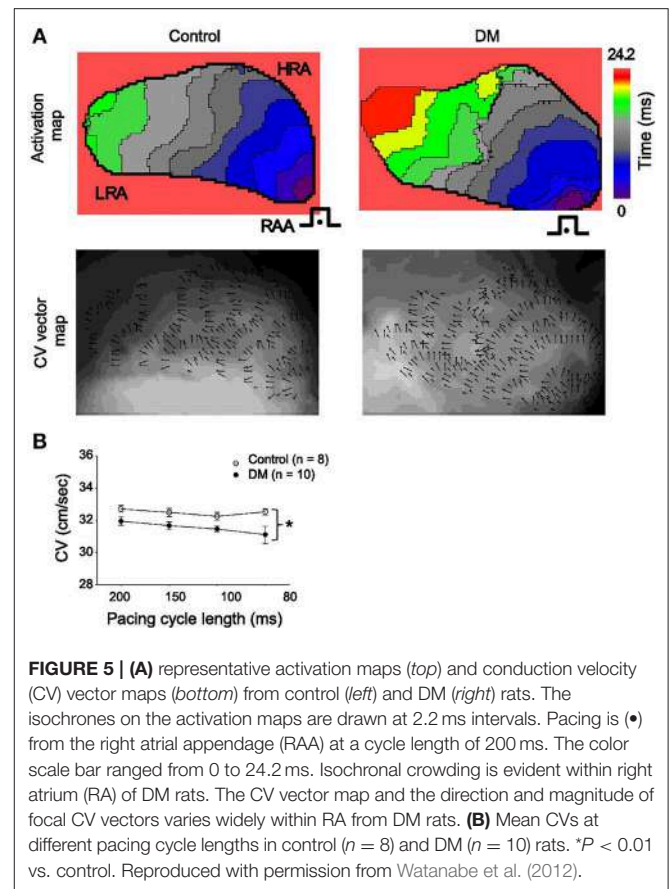 A
Control
DM
Activation
map
HRA
LRA
RAA
24.2
Time (ms)
0
CV vector
map
B
Control (n = 8)
DM (n = 10)
CV (cm/sec)
36
34
32
30
28
*
200
150
100
80
Pacing cycle length (ms)
FIGURE 5 | (A) representative activation maps (top) and conduction velocity
(CV) vector maps (bottom) from control (left) and DM (right) rats. The
isochrones on the activation maps are drawn at 2.2 ms intervals. Pacing is (•)
from the right atrial appendage (RAA) at a cycle length of 200 ms. The color
scale bar ranged from 0 to 24.2 ms. Isochronal crowding is evident within right
atrium (RA) of DM rats. The CV vector map and the direction and magnitude of
focal CV vectors varies widely within RA from DM rats. (B) Mean CVs at
different pacing cycle lengths in control (n = 8) and DM (n = 10) rats. *P < 0.01
vs. control. Reproduced with permission from Watanabe et al. (2012).